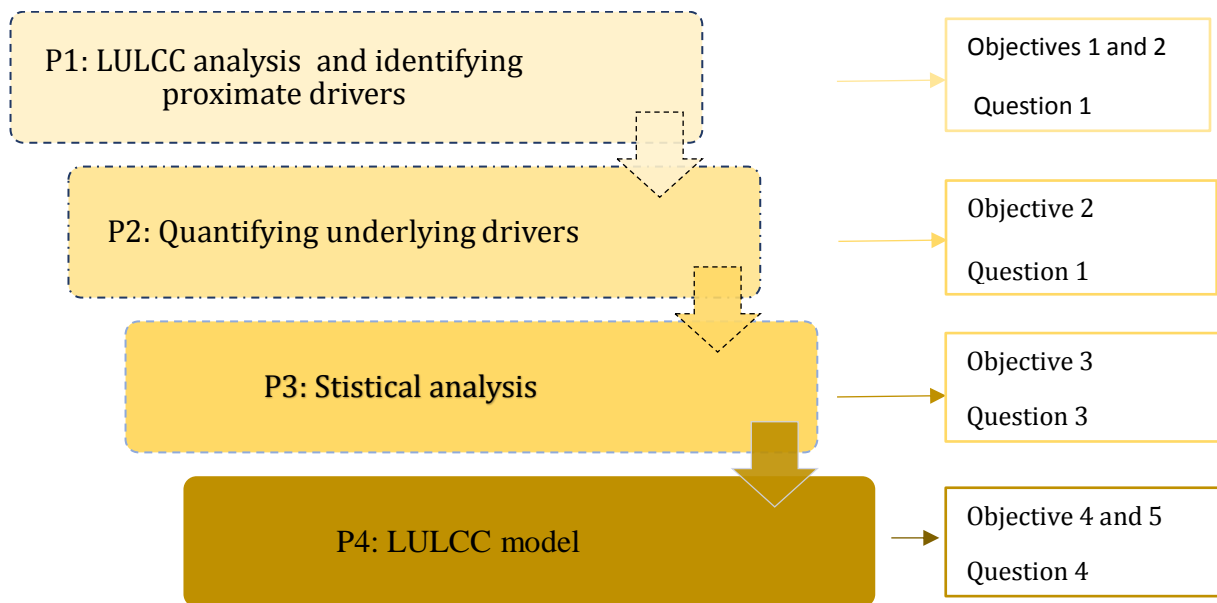 P1: LULCC analysis and identifying
proximate drivers
Objectives 1 and 2
Question 1
P2: Quantifying underlying drivers
Objective 2
Question 1
P3: Stistical analysis
Objective 3
Question 3
P4: LULCC model
Objective 4 and 5
Question 4